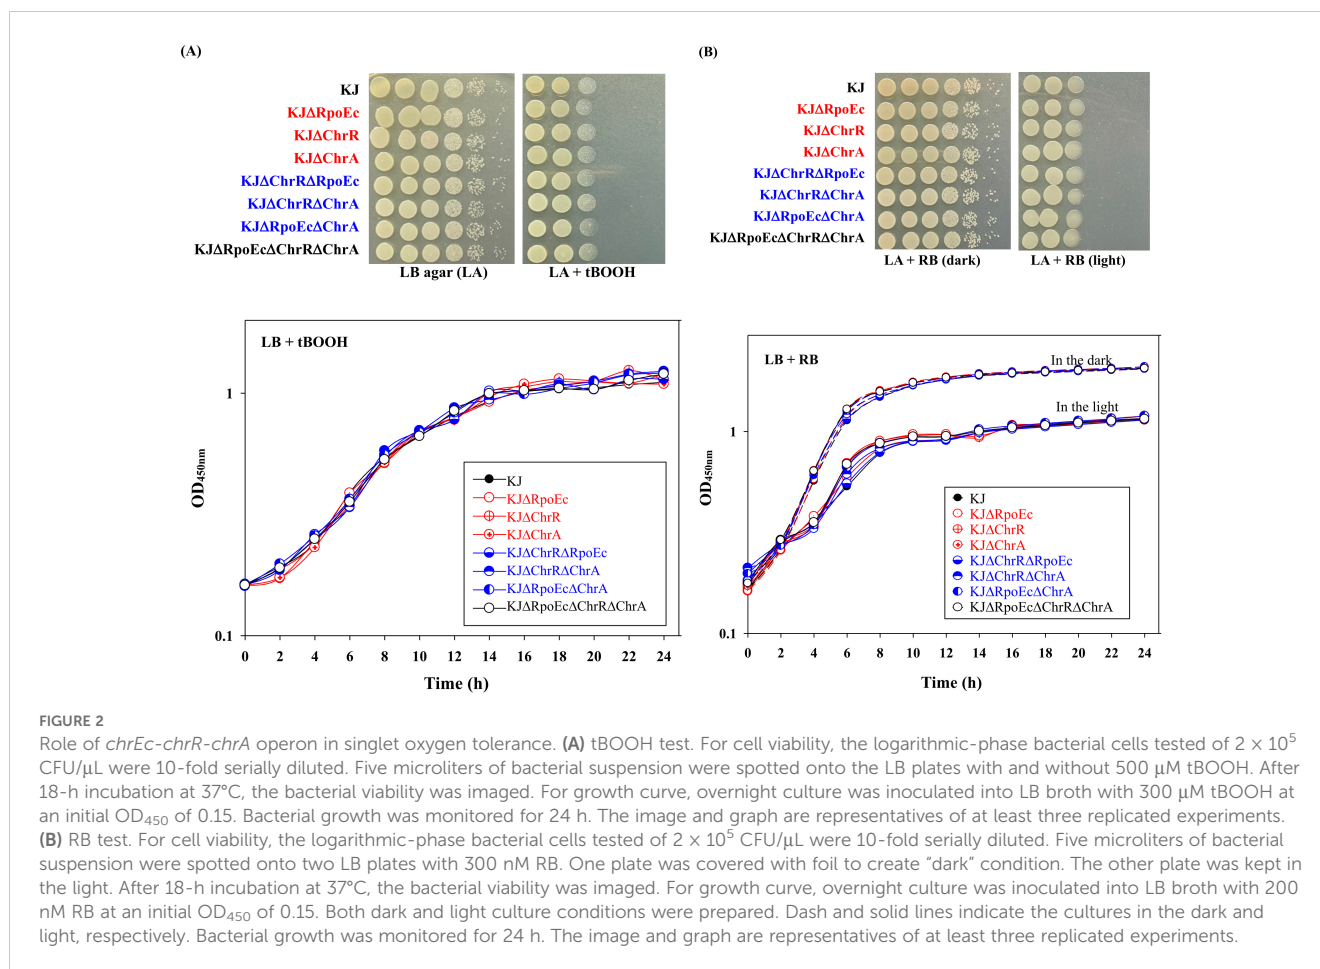 (A)
KJ
KJΔRpoEc
KJΔChrR
KJΔChrA
KJΔChrRΔRpoEc
KJΔChrRΔChrA
KJΔRpoEcΔChrA
KJΔRpoEcΔChrRΔChrA
LB agar (LA)
LA + tBOOH
(B)
KJ
KJΔRpoEc
KJΔChrR
KJΔChrA
KJΔChrRΔRpoEc
KJΔChrRΔChrA
KJΔRpoEcΔChrA
KJΔRpoEcΔChrRΔChrA
LA + RB (dark)
LA + RB (light)
LB + tBOOH
OD450nm
1
0.1
KJ
KJΔRpoEc
KJΔChrR
KJΔChrA
KJΔChrRΔRpoEc
KJΔChrRΔChrA
KJΔRpoEcΔChrA
KJΔRpoEcΔChrRΔChrA
0 2 4 6 8 10 12 14 16 18 20 22 24
Time (h)
LB + RB
In the dark
In the light
OD450nm
1
0.1
KJ
KJΔRpoEc
KJΔChrR
KJΔChrA
KJΔChrRΔRpoEc
KJΔChrRΔChrA
KJΔRpoEcΔChrA
KJΔRpoEcΔChrRΔChrA
0 2 4 6 8 10 12 14 16 18 20 22 24
Time (h)
FIGURE 2
Role of chrEc-chrR-chrA operon in singlet oxygen tolerance. (A) tBOOH test. For cell viability, the logarithmic-phase bacterial cells tested of 2 × 10⁵
CFU/μL were 10-fold serially diluted. Five microliters of bacterial suspension were spotted onto the LB plates with and without 500 μM tBOOH. After
18-h incubation at 37°C, the bacterial viability was imaged. For growth curve, overnight culture was inoculated into LB broth with 300 μM tBOOH at
an initial OD450 of 0.15. Bacterial growth was monitored for 24 h. The image and graph are representatives of at least three replicated experiments.
(B) RB test. For cell viability, the logarithmic-phase bacterial cells tested of 2 × 10⁵ CFU/μL were 10-fold serially diluted. Five microliters of bacterial
suspension were spotted onto two LB plates with 300 nM RB. One plate was covered with foil to create "dark" condition. The other plate was kept in
the light. After 18-h incubation at 37°C, the bacterial viability was imaged. For growth curve, overnight culture was inoculated into LB broth with 200
nM RB at an initial OD450 of 0.15. Both dark and light culture conditions were prepared. Dash and solid lines indicate the cultures in the dark and
light, respectively. Bacterial growth was monitored for 24 h. The image and graph are representatives of at least three replicated experiments.